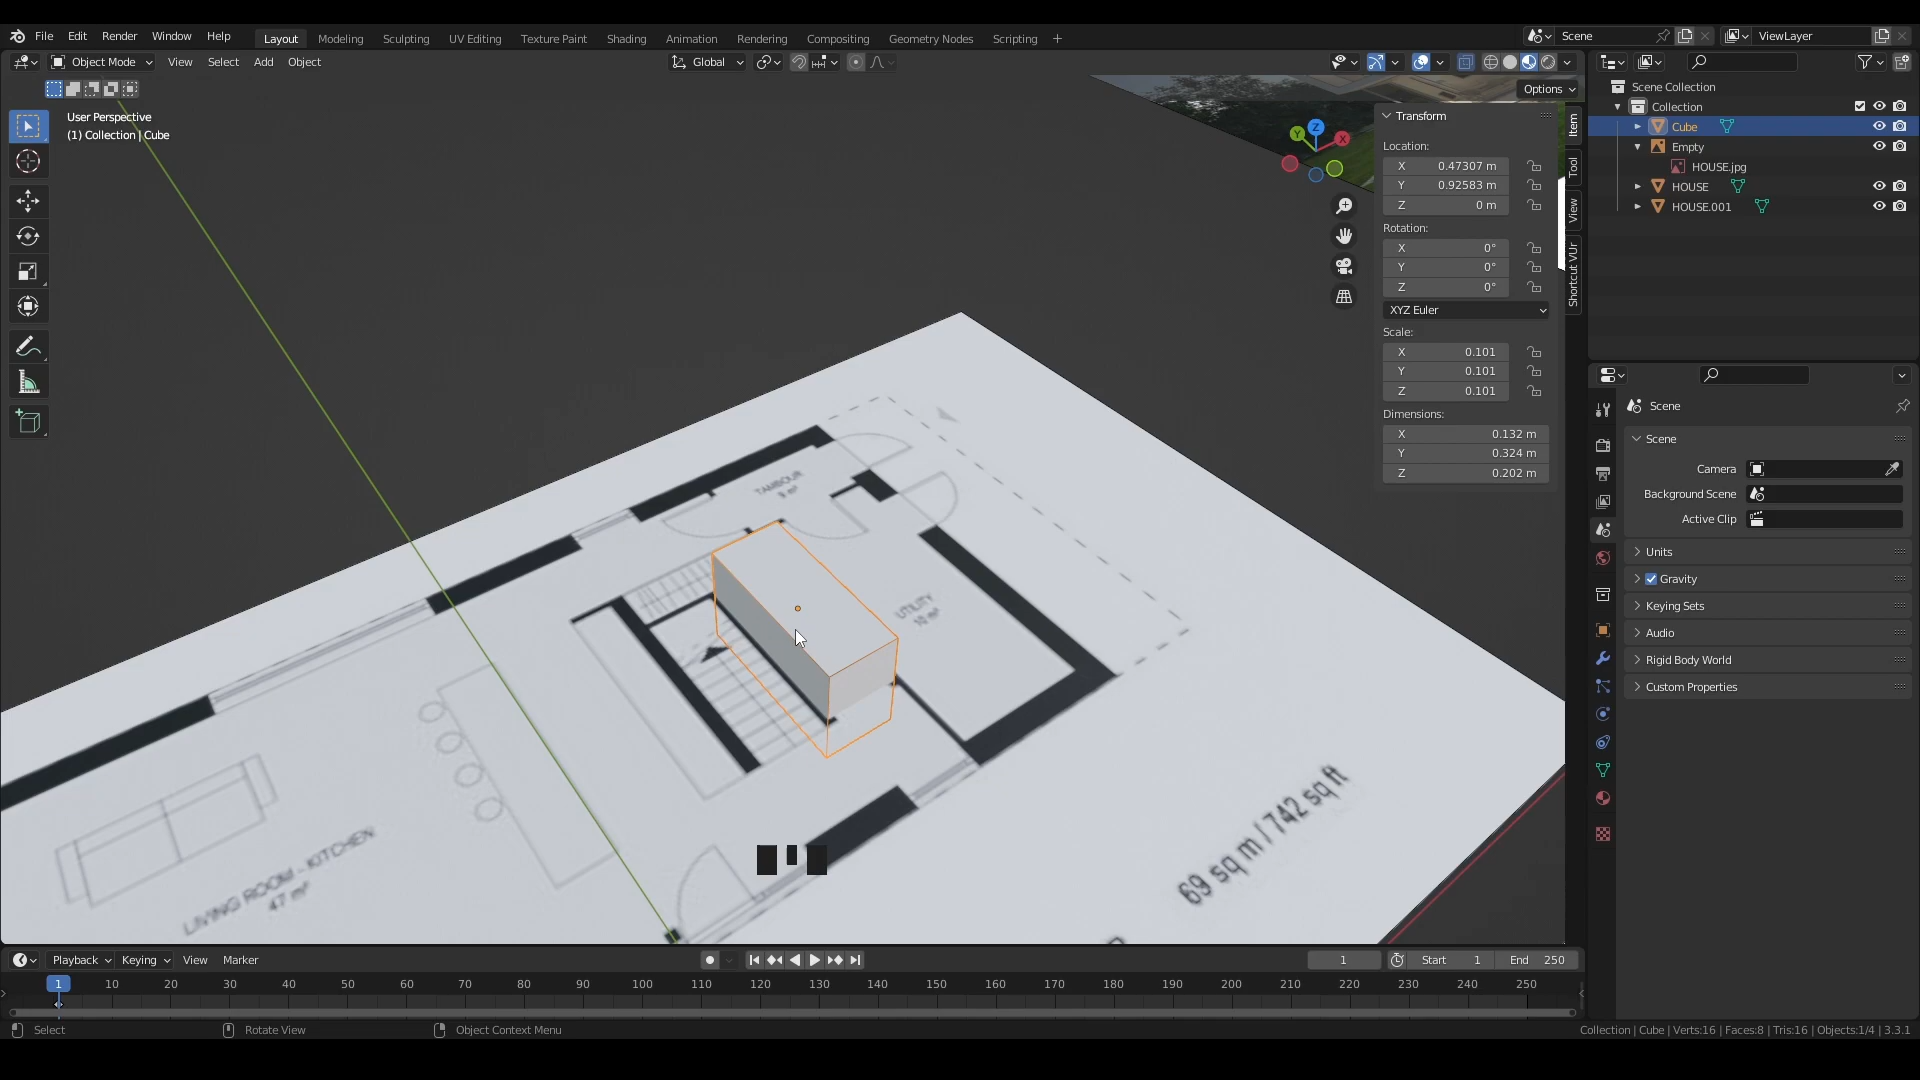 File Edit Render Window Help
Layout Modeling Sculpting UV Editing Texture Paint Shading Animation Rendering Compositing Geometry Nodes Scripting
Scene ViewLayer
Object Mode View Select Add Object
Global
Options
User Perspective
(1) Collection | Cube
Z
Y
X
Transform
Location:
X 0.47307 m
Y 0.92583 m
Z 0 m
Rotation:
X 0°
Y 0°
Z 0°
XYZ Euler
Scale:
X 0.101
Y 0.101
Z 0.101
Dimensions:
X 0.132 m
Y 0.324 m
Z 0.202 m
Item
Tool
View
Shortcut VUr
Scene Collection
Collection
Cube
Empty
HOUSE.jpg
HOUSE
HOUSE.001
Scene
Scene
Camera
Background Scene
Active Clip
Units
Gravity
Keying Sets
Audio
Rigid Body World
Custom Properties
TAMBOUR
UTILITY
10 m²
LIVING ROOM - KITCHEN
47 m²
69 sq m / 742 sq ft
Playback Keying View Marker
1 Start 1 End 250
1 10 20 30 40 50 60 70 80 90 100 110 120 130 140 150 160 170 180 190 200 210 220 230 240 250
Select Rotate View Object Context Menu
Collection | Cube | Verts:16 | Faces:8 | Tris:16 | Objects:1/4 | 3.3.1